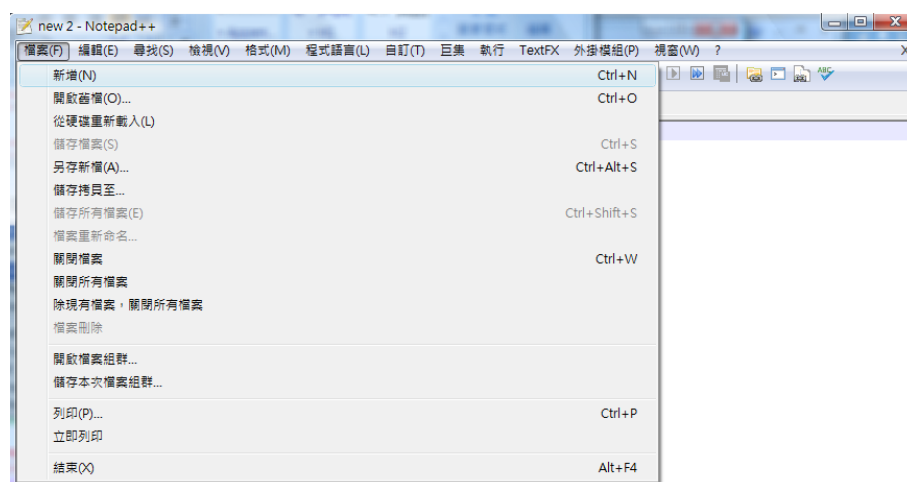 new 2 - Notepad++
檔案(F) 編輯(E) 尋找(S) 檢視(V) 格式(M) 程式語言(L) 自訂(T) 巨集 執行 TextFX 外掛模組(P) 視窗(W) ? X
新增(N) Ctrl+N
開啟舊檔(O)... Ctrl+O
從硬碟重新載入(L)
儲存檔案(S) Ctrl+S
另存新檔(A)... Ctrl+Alt+S
儲存拷貝至...
儲存所有檔案(E) Ctrl+Shift+S
檔案重新命名...
關閉檔案 Ctrl+W
關閉所有檔案
除現有檔案，關閉所有檔案
檔案刪除
開啟檔案組群...
儲存本次檔案組群...
列印(P)... Ctrl+P
立即列印
結束(X) Alt+F4